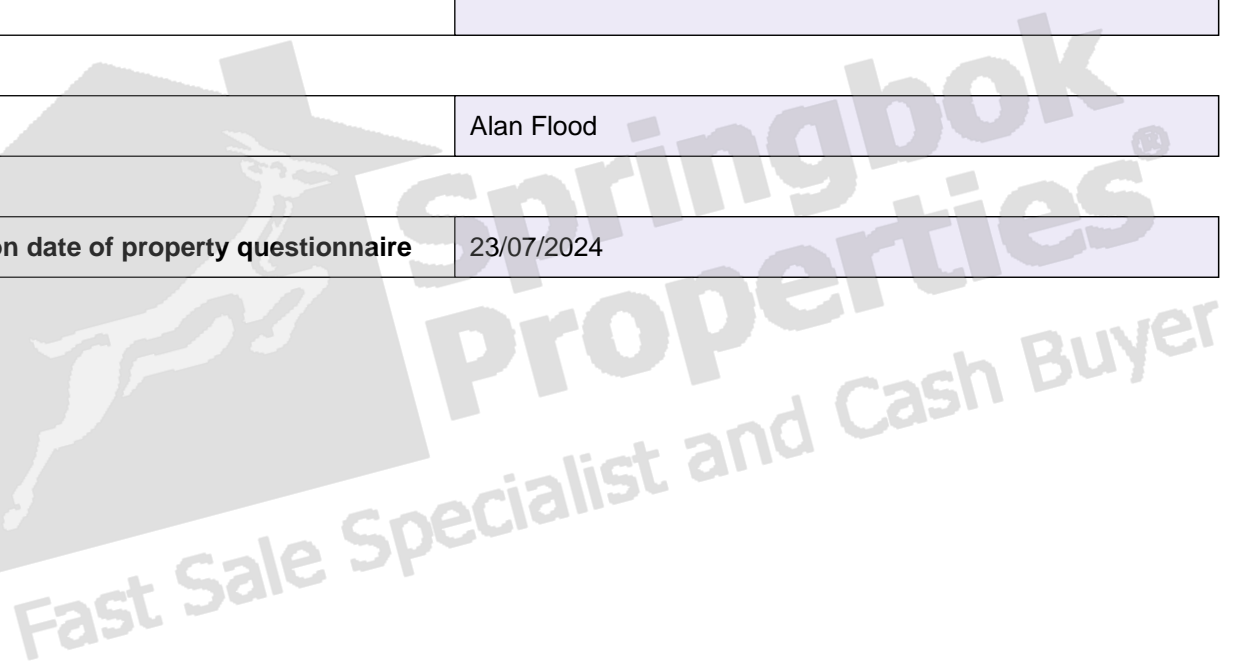 Alan Flood
on date of property questionnaire 23/07/2024
Springbok
Properties®
Fast Sale Specialist and Cash Buyer